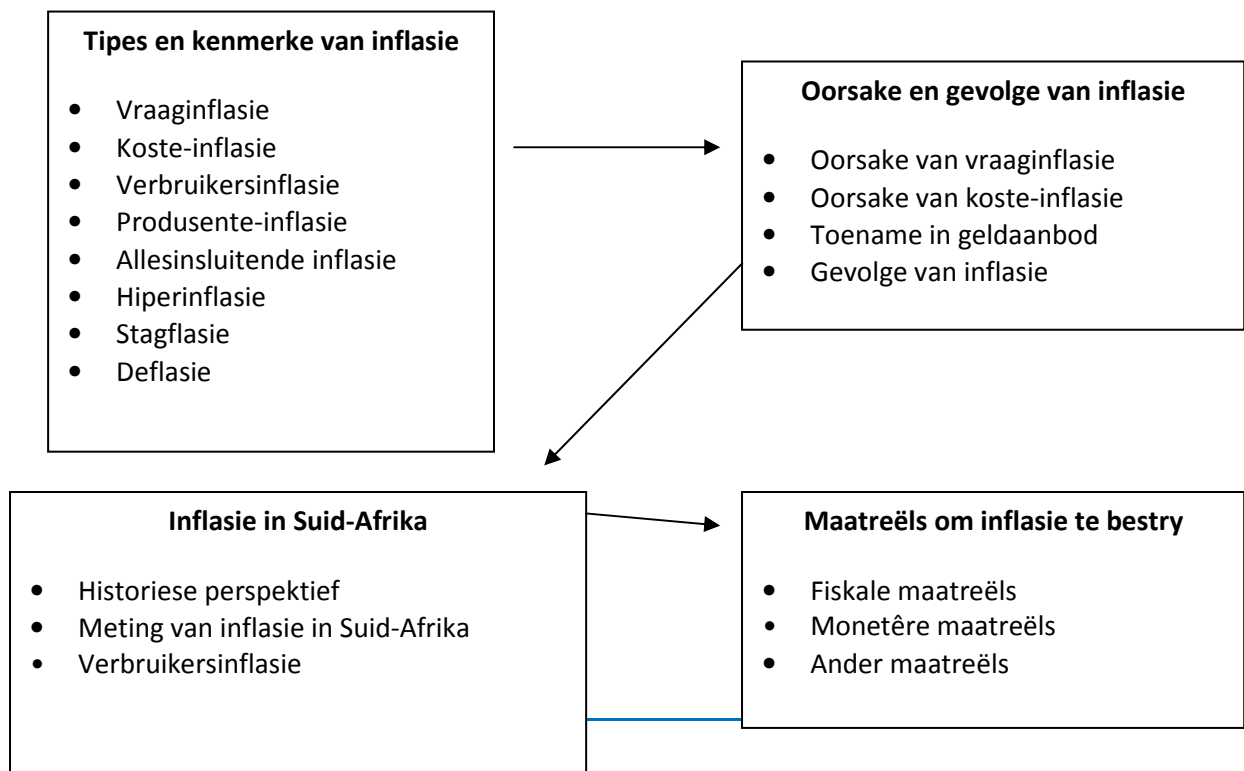 Tipes en kenmerke van inflasie
• Vraaginflasie
• Koste-inflasie
• Verbruikersinflasie
• Produsente-inflasie
• Allesinsluitende inflasie
• Hiperinflasie
• Stagflasie
• Deflasie
Oorsake en gevolge van inflasie
• Oorsake van vraaginflasie
• Oorsake van koste-inflasie
• Toename in geldaanbod
• Gevolge van inflasie
Inflasie in Suid-Afrika
• Historiese perspektief
• Meting van inflasie in Suid-Afrika
• Verbruikersinflasie
Maatreëls om inflasie te bestry
• Fiskale maatreëls
• Monetêre maatreëls
• Ander maatreëls